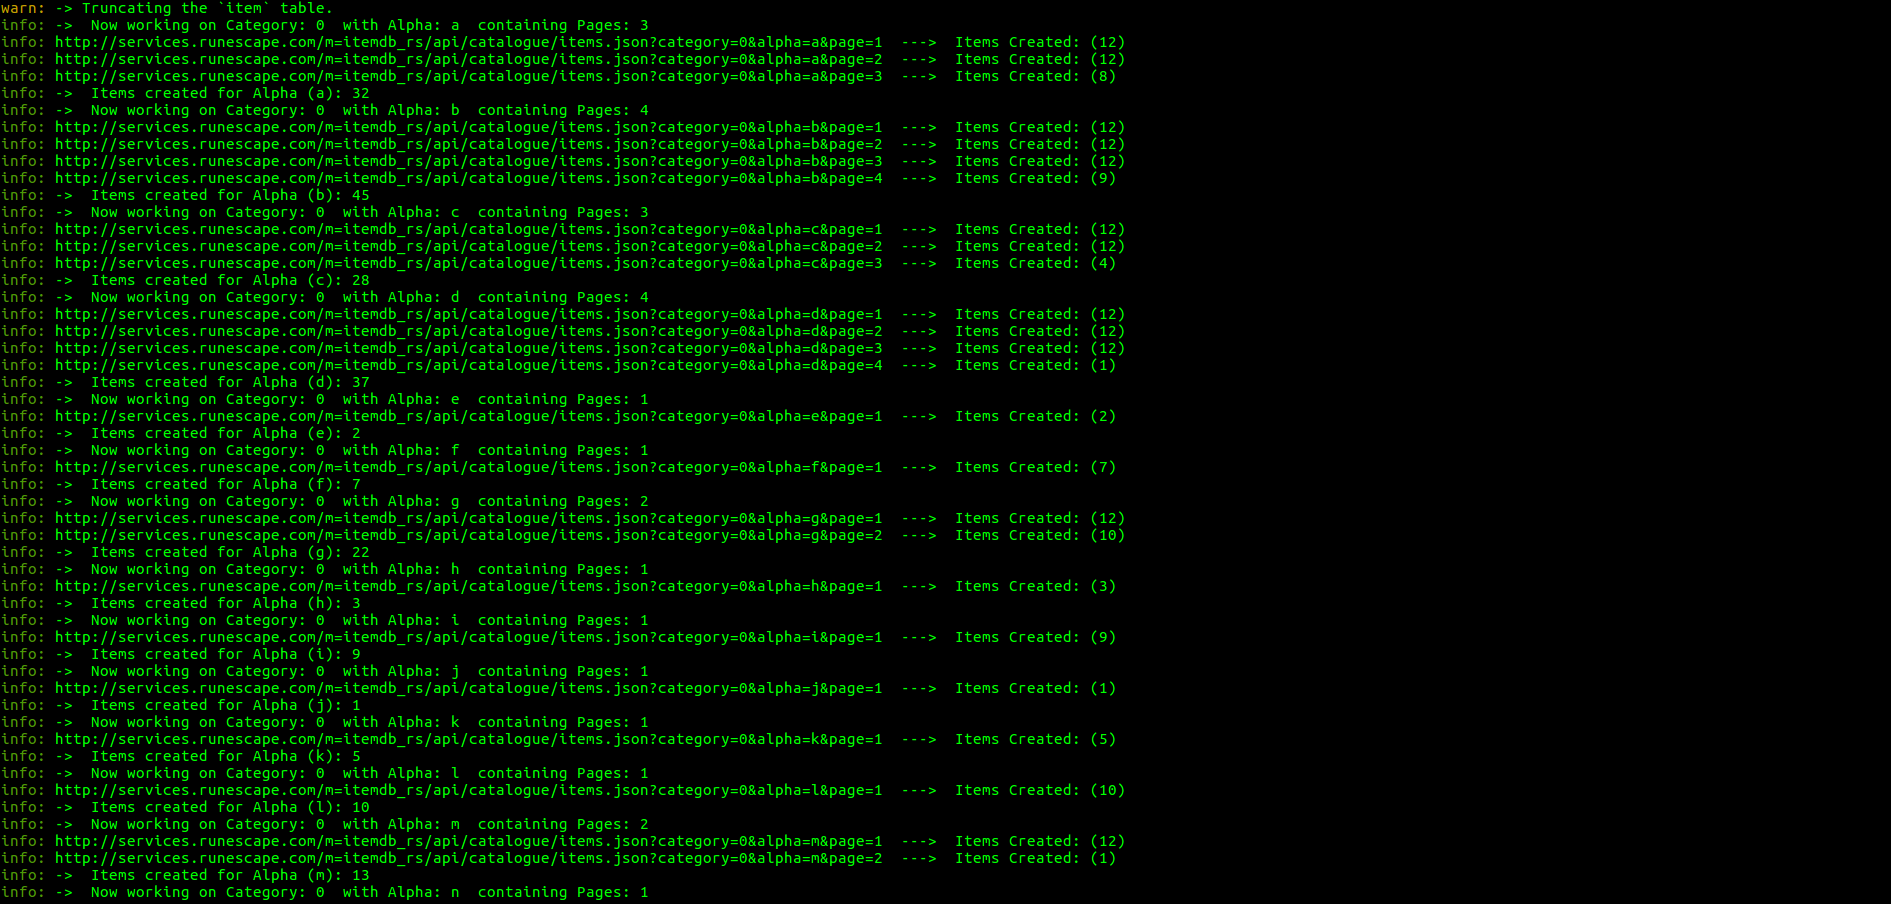 warn: -> Truncating the `item` table.
info: ->  Now working on Category: 0  with Alpha: a  containing Pages: 3
info: http://services.runescape.com/m=itemdb_rs/api/catalogue/items.json?category=0&alpha=a&page=1  --->  Items Created: (12)
info: http://services.runescape.com/m=itemdb_rs/api/catalogue/items.json?category=0&alpha=a&page=2  --->  Items Created: (12)
info: http://services.runescape.com/m=itemdb_rs/api/catalogue/items.json?category=0&alpha=a&page=3  --->  Items Created: (8)
info: ->  Items created for Alpha (a): 32
info: ->  Now working on Category: 0  with Alpha: b  containing Pages: 4
info: http://services.runescape.com/m=itemdb_rs/api/catalogue/items.json?category=0&alpha=b&page=1  --->  Items Created: (12)
info: http://services.runescape.com/m=itemdb_rs/api/catalogue/items.json?category=0&alpha=b&page=2  --->  Items Created: (12)
info: http://services.runescape.com/m=itemdb_rs/api/catalogue/items.json?category=0&alpha=b&page=3  --->  Items Created: (12)
info: http://services.runescape.com/m=itemdb_rs/api/catalogue/items.json?category=0&alpha=b&page=4  --->  Items Created: (9)
info: ->  Items created for Alpha (b): 45
info: ->  Now working on Category: 0  with Alpha: c  containing Pages: 3
info: http://services.runescape.com/m=itemdb_rs/api/catalogue/items.json?category=0&alpha=c&page=1  --->  Items Created: (12)
info: http://services.runescape.com/m=itemdb_rs/api/catalogue/items.json?category=0&alpha=c&page=2  --->  Items Created: (12)
info: http://services.runescape.com/m=itemdb_rs/api/catalogue/items.json?category=0&alpha=c&page=3  --->  Items Created: (4)
info: ->  Items created for Alpha (c): 28
info: ->  Now working on Category: 0  with Alpha: d  containing Pages: 4
info: http://services.runescape.com/m=itemdb_rs/api/catalogue/items.json?category=0&alpha=d&page=1  --->  Items Created: (12)
info: http://services.runescape.com/m=itemdb_rs/api/catalogue/items.json?category=0&alpha=d&page=2  --->  Items Created: (12)
info: http://services.runescape.com/m=itemdb_rs/api/catalogue/items.json?category=0&alpha=d&page=3  --->  Items Created: (12)
info: http://services.runescape.com/m=itemdb_rs/api/catalogue/items.json?category=0&alpha=d&page=4  --->  Items Created: (1)
info: ->  Items created for Alpha (d): 37
info: ->  Now working on Category: 0  with Alpha: e  containing Pages: 1
info: http://services.runescape.com/m=itemdb_rs/api/catalogue/items.json?category=0&alpha=e&page=1  --->  Items Created: (2)
info: ->  Items created for Alpha (e): 2
info: ->  Now working on Category: 0  with Alpha: f  containing Pages: 1
info: http://services.runescape.com/m=itemdb_rs/api/catalogue/items.json?category=0&alpha=f&page=1  --->  Items Created: (7)
info: ->  Items created for Alpha (f): 7
info: ->  Now working on Category: 0  with Alpha: g  containing Pages: 2
info: http://services.runescape.com/m=itemdb_rs/api/catalogue/items.json?category=0&alpha=g&page=1  --->  Items Created: (12)
info: http://services.runescape.com/m=itemdb_rs/api/catalogue/items.json?category=0&alpha=g&page=2  --->  Items Created: (10)
info: ->  Items created for Alpha (g): 22
info: ->  Now working on Category: 0  with Alpha: h  containing Pages: 1
info: http://services.runescape.com/m=itemdb_rs/api/catalogue/items.json?category=0&alpha=h&page=1  --->  Items Created: (3)
info: ->  Items created for Alpha (h): 3
info: ->  Now working on Category: 0  with Alpha: i  containing Pages: 1
info: http://services.runescape.com/m=itemdb_rs/api/catalogue/items.json?category=0&alpha=i&page=1  --->  Items Created: (9)
info: ->  Items created for Alpha (i): 9
info: ->  Now working on Category: 0  with Alpha: j  containing Pages: 1
info: http://services.runescape.com/m=itemdb_rs/api/catalogue/items.json?category=0&alpha=j&page=1  --->  Items Created: (1)
info: ->  Items created for Alpha (j): 1
info: ->  Now working on Category: 0  with Alpha: k  containing Pages: 1
info: http://services.runescape.com/m=itemdb_rs/api/catalogue/items.json?category=0&alpha=k&page=1  --->  Items Created: (5)
info: ->  Items created for Alpha (k): 5
info: ->  Now working on Category: 0  with Alpha: l  containing Pages: 1
info: http://services.runescape.com/m=itemdb_rs/api/catalogue/items.json?category=0&alpha=l&page=1  --->  Items Created: (10)
info: ->  Items created for Alpha (l): 10
info: ->  Now working on Category: 0  with Alpha: m  containing Pages: 2
info: http://services.runescape.com/m=itemdb_rs/api/catalogue/items.json?category=0&alpha=m&page=1  --->  Items Created: (12)
info: http://services.runescape.com/m=itemdb_rs/api/catalogue/items.json?category=0&alpha=m&page=2  --->  Items Created: (1)
info: ->  Items created for Alpha (m): 13
info: ->  Now working on Category: 0  with Alpha: n  containing Pages: 1